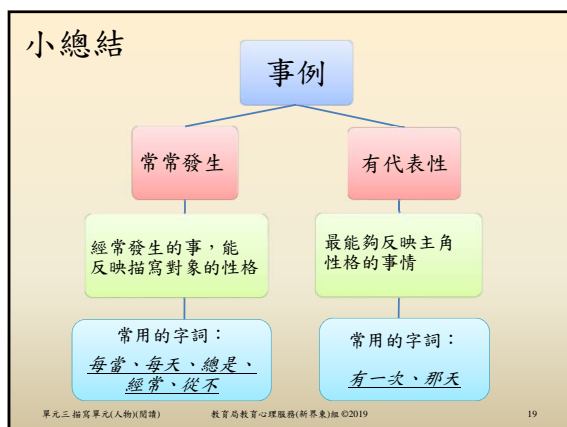 小總結
事例
常常發生
有代表性
經常發生的事，能
反映描寫對象的性格
最能夠反映主角
性格的事情
常用的字詞：
每當、每天、總是、
經常、從不
常用的字詞：
有一次、那天
單元三描寫單元(人物)(閱讀)
教育局教育心理服務(新界東)組 ©2019
19